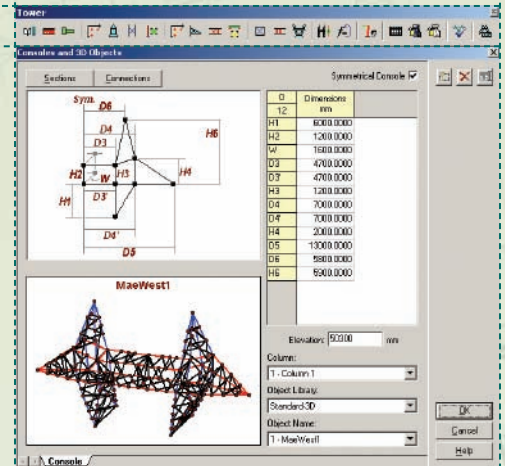 Tower
Consoles and 3D Objects
Sections
Connections
Symmetrical Console
Sym.
D6
D4
D3
H6
H2
W
H3
H4
H1
D3'
D4'
D5
0
Dimensions
12
mm
H1 6000.0000
H2 1200.0000
W 1600.0000
D3 4700.0000
D3' 4700.0000
H3 1200.0000
D4 7000.0000
D4' 7000.0000
H4 2000.0000
D5 13000.0000
D6 5800.0000
H6 5900.0000
MaeWest1
Elevation: 50300 mm
Column:
1 - Column 1
Object Library:
Standard-3D
Object Name:
1 - MaeWest1
OK
Cancel
Help
Console